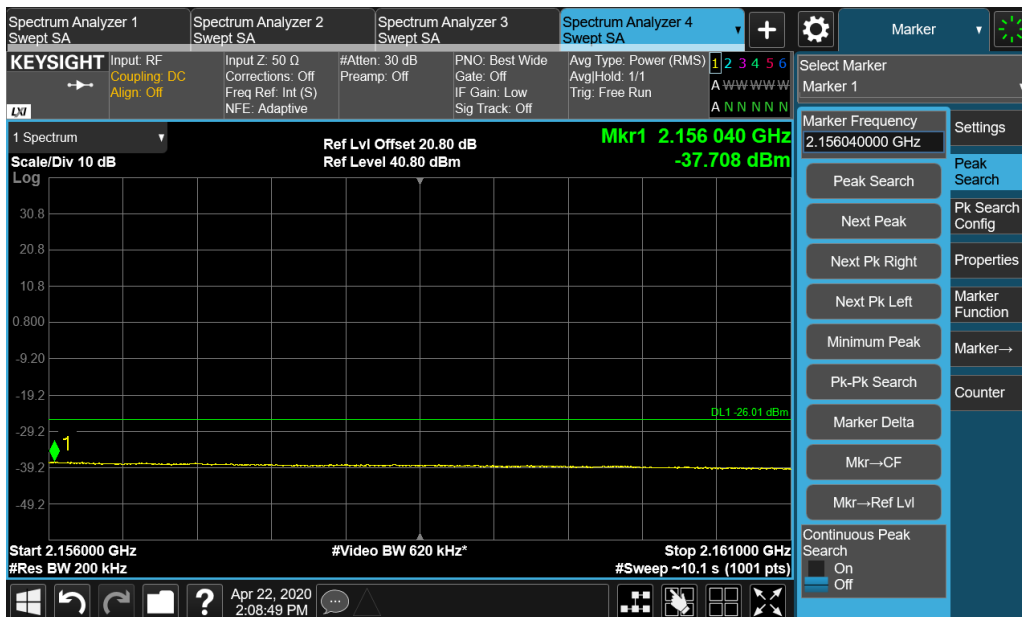 Spectrum Analyzer 1
Swept SA
Spectrum Analyzer 2
Swept SA
Spectrum Analyzer 3
Swept SA
Spectrum Analyzer 4
Swept SA
Marker
KEYSIGHT
LXI
Input: RF
Coupling: DC
Align: Off
Input Z: 50 Ω
Corrections: Off
Freq Ref: Int (S)
NFE: Adaptive
#Atten: 30 dB
Preamp: Off
PNO: Best Wide
Gate: Off
IF Gain: Low
Sig Track: Off
Avg Type: Power (RMS)
Avg|Hold: 1/1
Trig: Free Run
1 2 3 4 5 6
A W W W W W
A N N N N N
Select Marker
Marker 1
1 Spectrum
Scale/Div 10 dB
Log
Ref Lvl Offset 20.80 dB
Ref Level 40.80 dBm
Mkr1 2.156 040 GHz
-37.708 dBm
30.8
20.8
10.8
0.800
-9.20
-19.2
-29.2
-39.2
-49.2
DL1 -26.01 dBm
1
Start 2.156000 GHz
#Res BW 200 kHz
#Video BW 620 kHz*
Stop 2.161000 GHz
#Sweep ~10.1 s (1001 pts)
Marker Frequency
2.156040000 GHz
Peak Search
Next Peak
Next Pk Right
Next Pk Left
Minimum Peak
Pk-Pk Search
Marker Delta
Mkr→CF
Mkr→Ref Lvl
Continuous Peak
Search
On
Off
Settings
Peak
Search
Pk Search
Config
Properties
Marker
Function
Marker→
Counter
?
Apr 22, 2020
2:08:49 PM